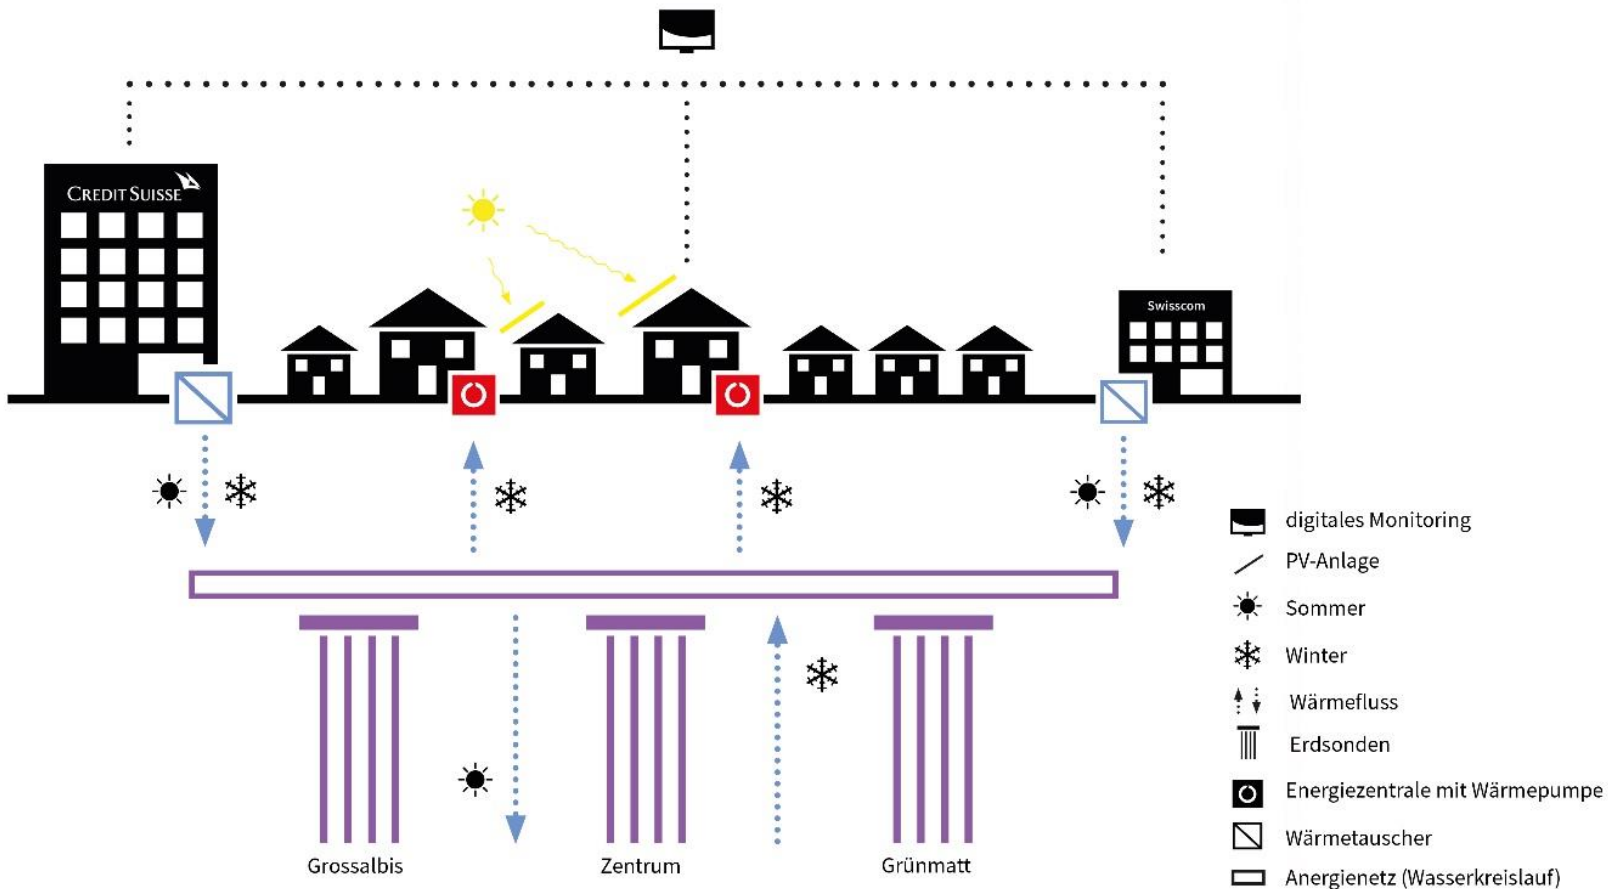 CREDIT SUISSE
Swisscom
digitales Monitoring
PV-Anlage
Sommer
Winter
Wärmefluss
Erdsonden
Energiezentrale mit Wärmepumpe
Wärmetauscher
Anergienetz (Wasserkreislauf)
Grossalbis
Zentrum
Grünmatt